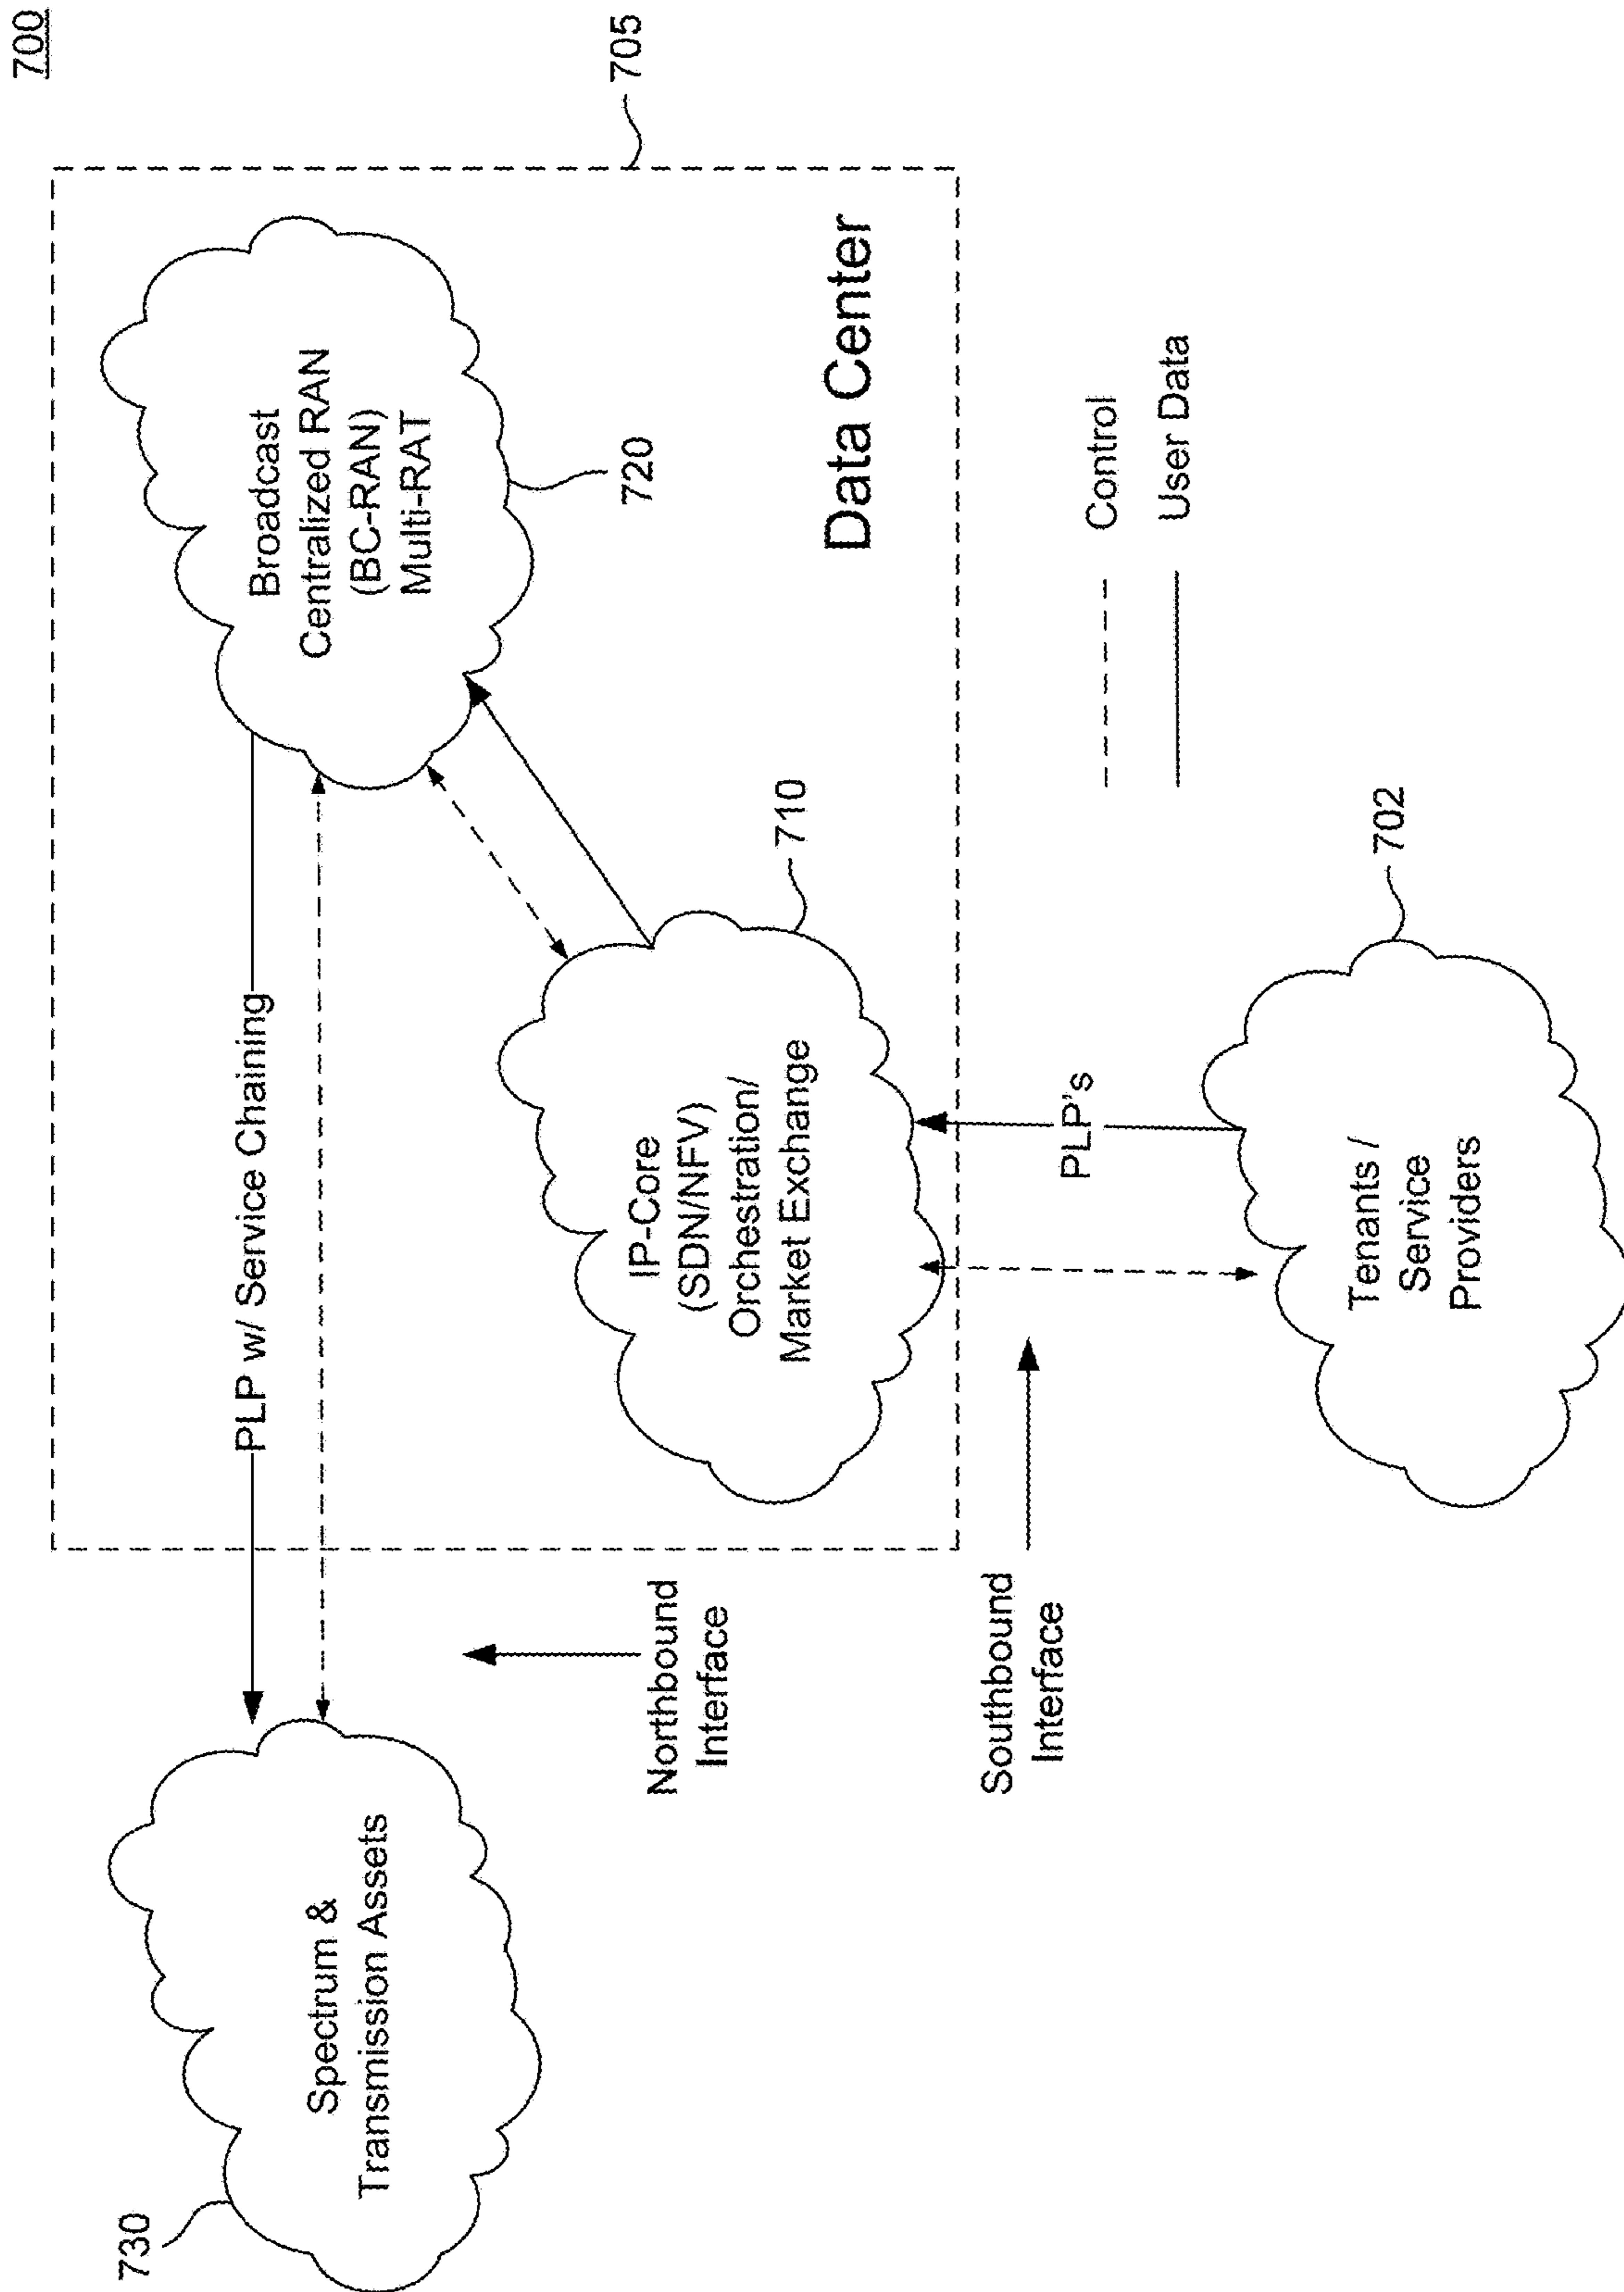 700
705
730
Spectrum &
Transmission Assets
PLP w/ Service Chaining
Broadcast
Centralized RAN
(BC-RAN)
Multi-RAT
720
Northbound
Interface
IP-Core
(SDN/NFV)
Orchestration/
Market Exchange
710
Data Center
Southbound
Interface
PLP's
Control
User Data
Tenants /
Service
Providers
702